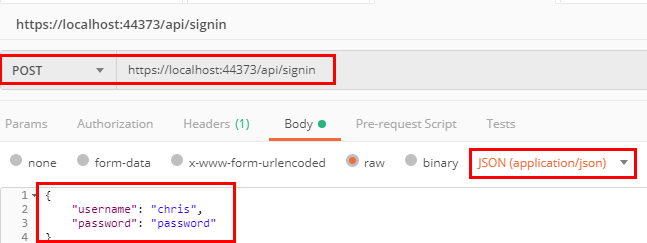 https://localhost:44373/api/signin
POST https://localhost:44373/api/signin
Params Authorization Headers (1) Body Pre-request Script Tests
none form-data x-www-form-urlencoded raw binary JSON (application/json)
1 {
2 "username": "chris",
3 "password": "password"
4 }